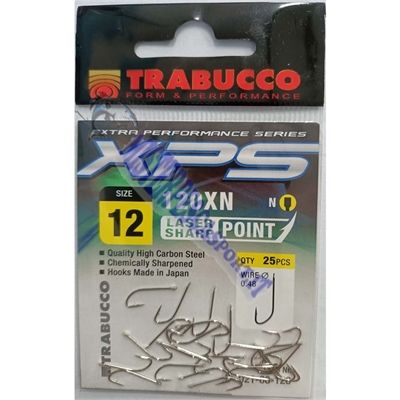 TRABUCCO
FORM & PERFORMANCE
EXTRA PERFORMANCE SERIES
XPS
SIZE
12
120XN
N
LASER
SHARP
POINT
QTY 25PCS
WIRE Ø
0.48
Quality High Carbon Steel
Chemically Sharpened
Hooks Made in Japan
TRABUCCO